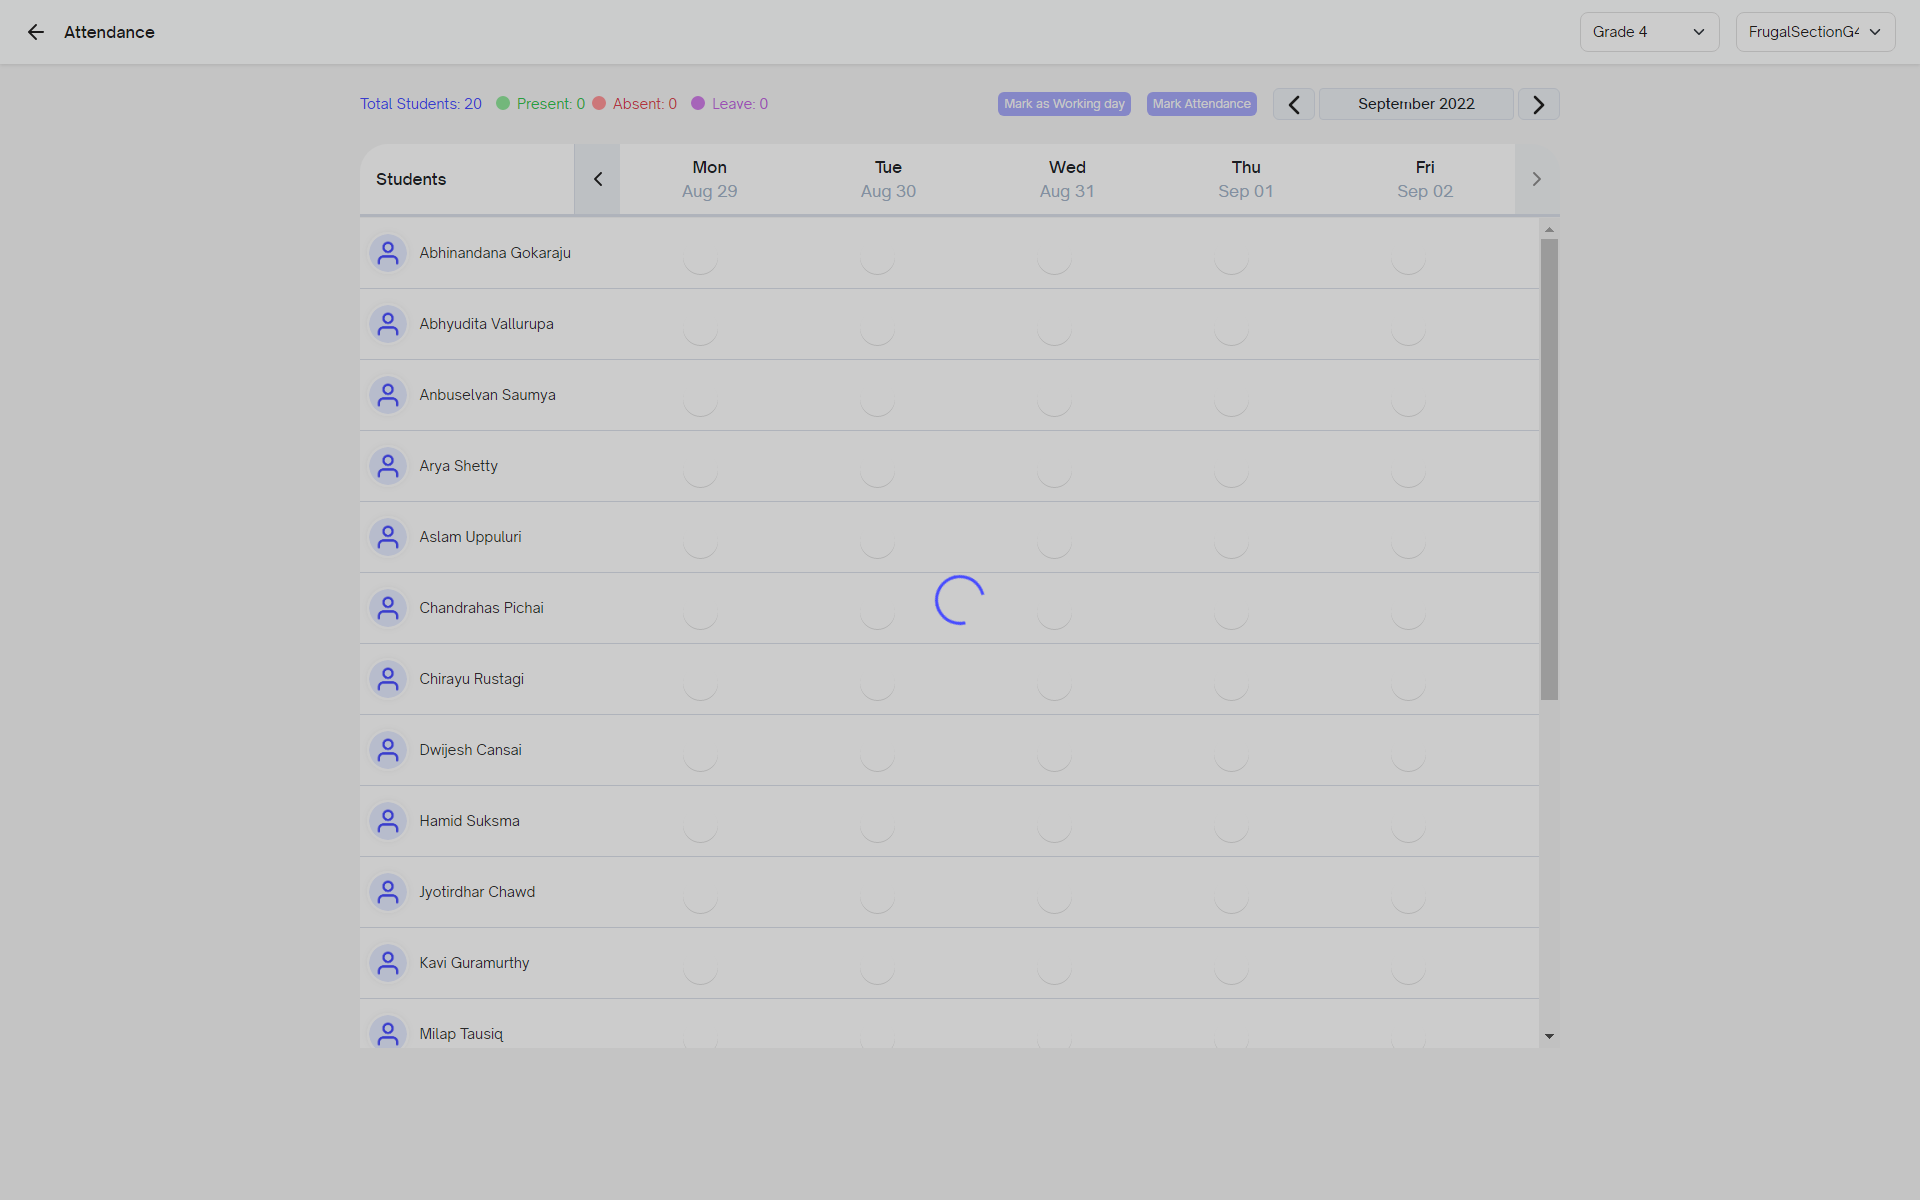 Attendance
Grade 4
FrugalSectionG4
Total Students: 20 Present: 0 Absent: 0 Leave: 0
Mark as Working day
Mark Attendance
September 2022
Students
Mon Tue Wed Thu Fri
Aug 29 Aug 30 Aug 31 Sep 01 Sep 02
Abhinandana Gokaraju
Abhyudita Vallurupa
Anbuselvan Saumya
Arya Shetty
Aslam Uppuluri
Chandrahas Pichai
Chirayu Rustagi
Dwijesh Cansai
Hamid Suksma
Jyotirdhar Chawd
Kavi Guramurthy
Milap Tausiq